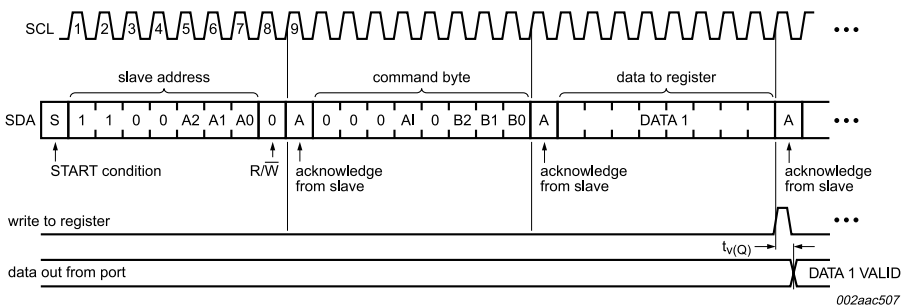 SCL 1 2 3 4 5 6 7 8 9 •••
slave address command byte data to register
SDA S 1 1 0 0 A2 A1 A0 0 A 0 0 0 AI 0 B2 B1 B0 A DATA 1 A •••
START condition R/W acknowledge from slave acknowledge from slave acknowledge from slave
write to register •••
tv(Q)
data out from port DATA 1 VALID
002aac507